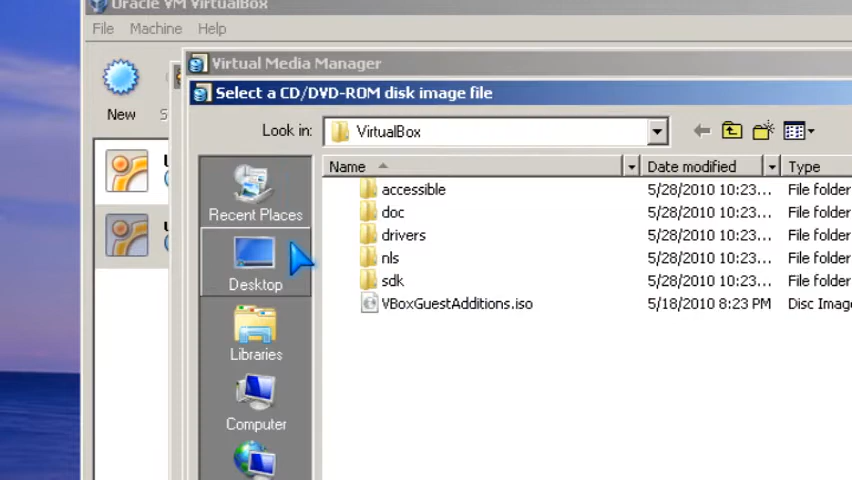 Oracle VM VirtualBox
File Machine Help
Virtual Media Manager
Select a CD/DVD-ROM disk image file
New S
Look in: VirtualBox
Name Date modified Type
Recent Places
Desktop
Libraries
Computer
accessible 5/28/2010 10:23... File folder
doc 5/28/2010 10:23... File folder
drivers 5/28/2010 10:23... File folder
nls 5/28/2010 10:23... File folder
sdk 5/28/2010 10:23... File folder
VBoxGuestAdditions.iso 5/18/2010 8:23 PM Disc Image